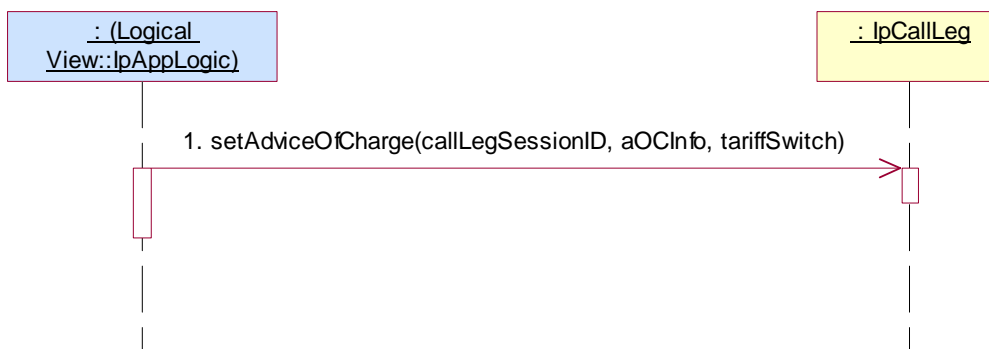 : (Logical
View::IpAppLogic)
: IpCallLeg
1. setAdviceOfCharge(callLegSessionID, aOCInfo, tariffSwitch)